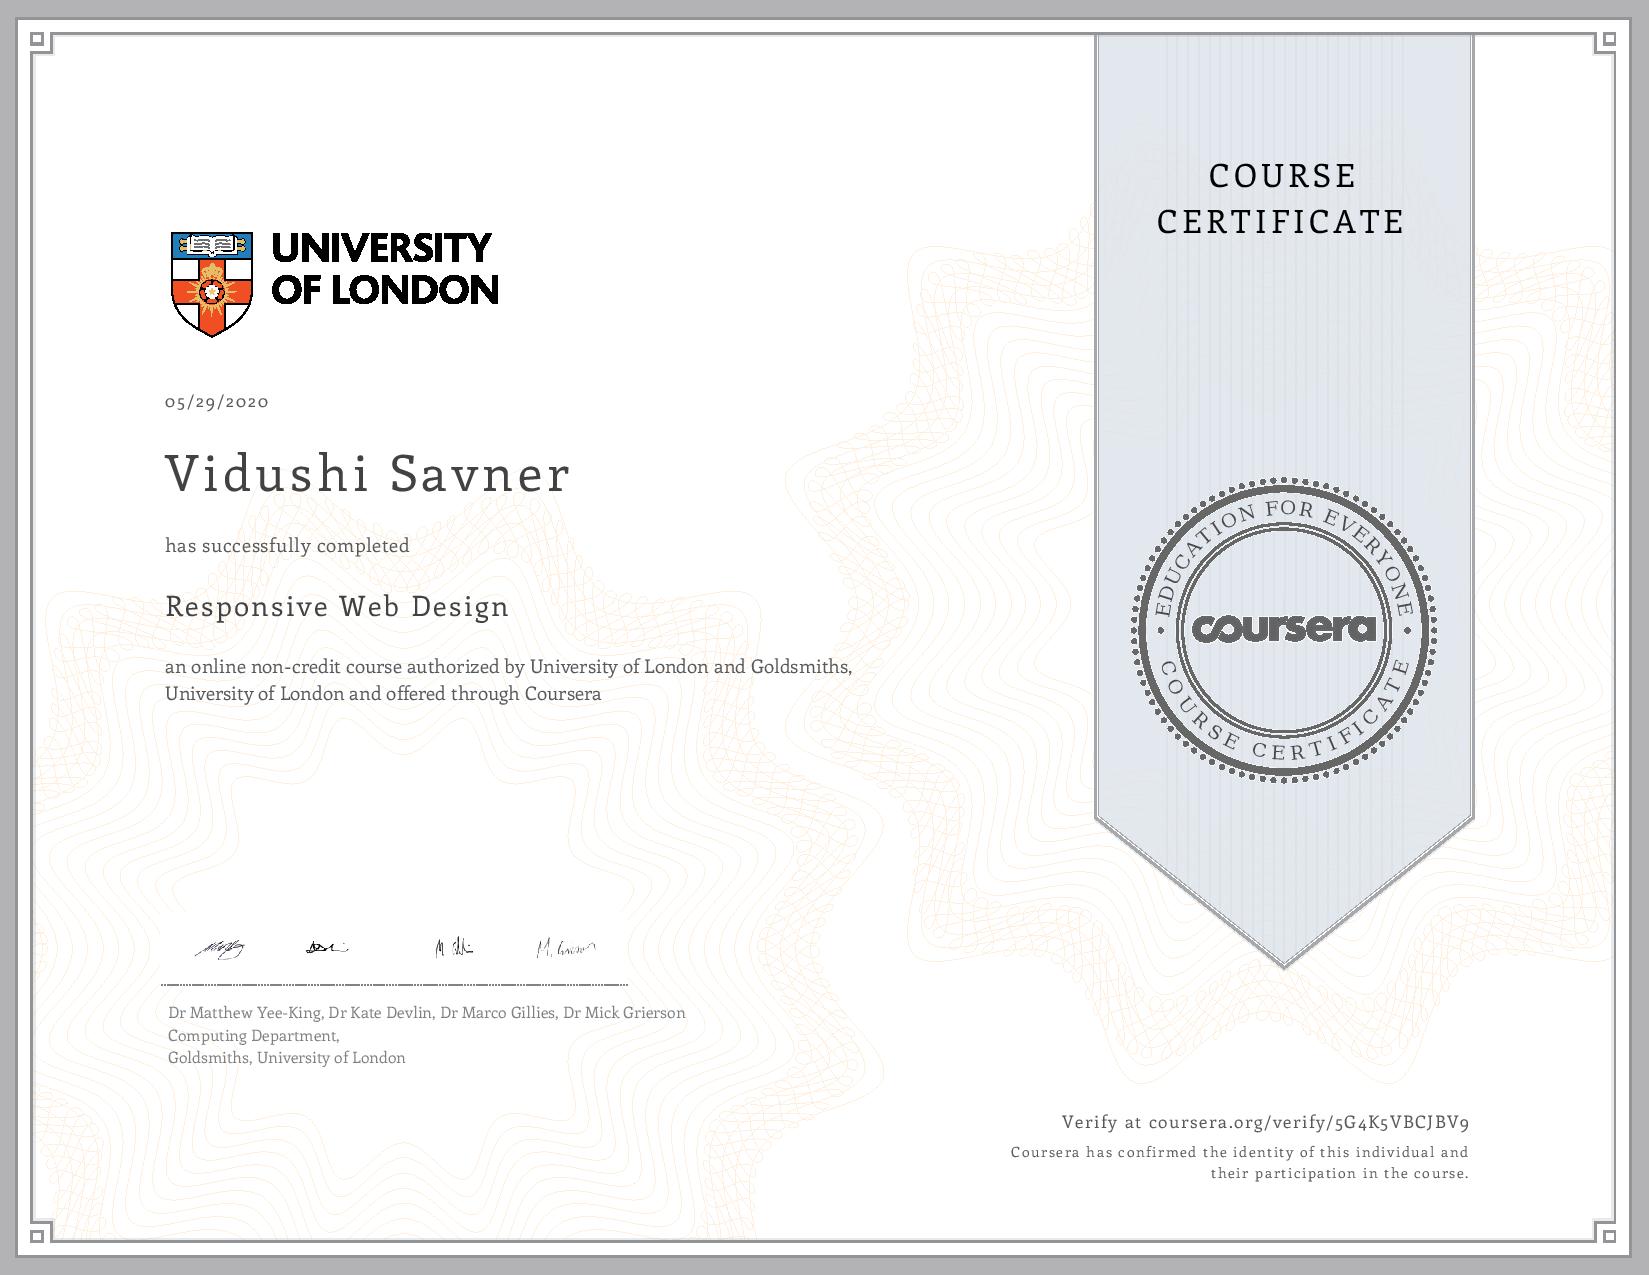 COURSE
CERTIFICATE
UNIVERSITY
OF LONDON
05/29/2020
Vidushi Savner
has successfully completed
Responsive Web Design
an online non-credit course authorized by University of London and Goldsmiths,
University of London and offered through Coursera
EDUCATION FOR EVERYONE
coursera
COURSE CERTIFICATE
Dr Matthew Yee-King, Dr Kate Devlin, Dr Marco Gillies, Dr Mick Grierson
Computing Department,
Goldsmiths, University of London
Verify at coursera.org/verify/5G4K5VBCJBV9
Coursera has confirmed the identity of this individual and
their participation in the course.